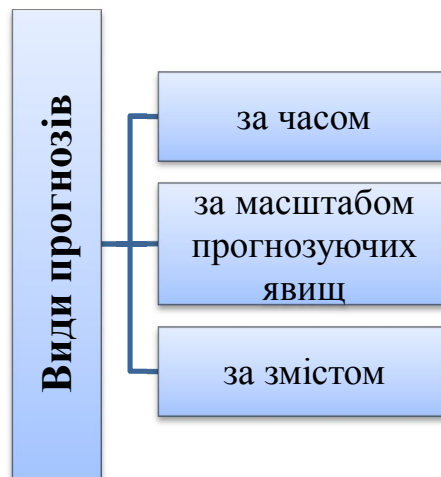 Види прогнозів
за часом
за масштабом
прогнозуючих
явищ
за змістом